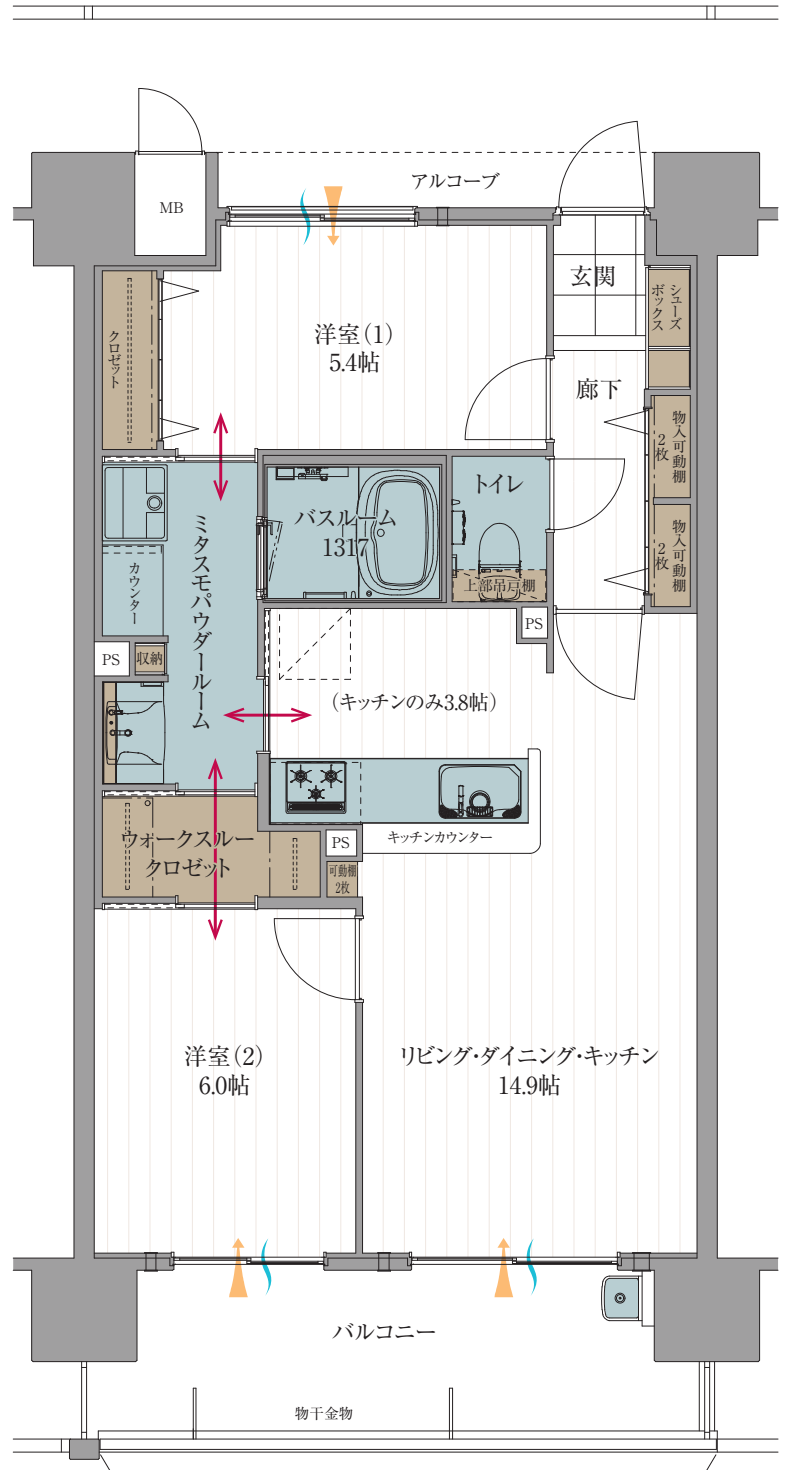 アルコーブ
MB
玄関
シューズ
ボックス
クロゼット
洋室(1)
5.4帖
廊下
物入可動棚
2枚
トイレ
バスルーム
1317
物入可動棚
2枚
上部吊戸棚
カウンター
ミタスモパウダールーム
PS
PS
収納
(キッチンのみ3.8帖)
キッチンカウンター
PS
ウォークスルー
クロゼット
可動棚
2枚
洋室(2)
6.0帖
リビング・ダイニング・キッチン
14.9帖
バルコニー
物干金物